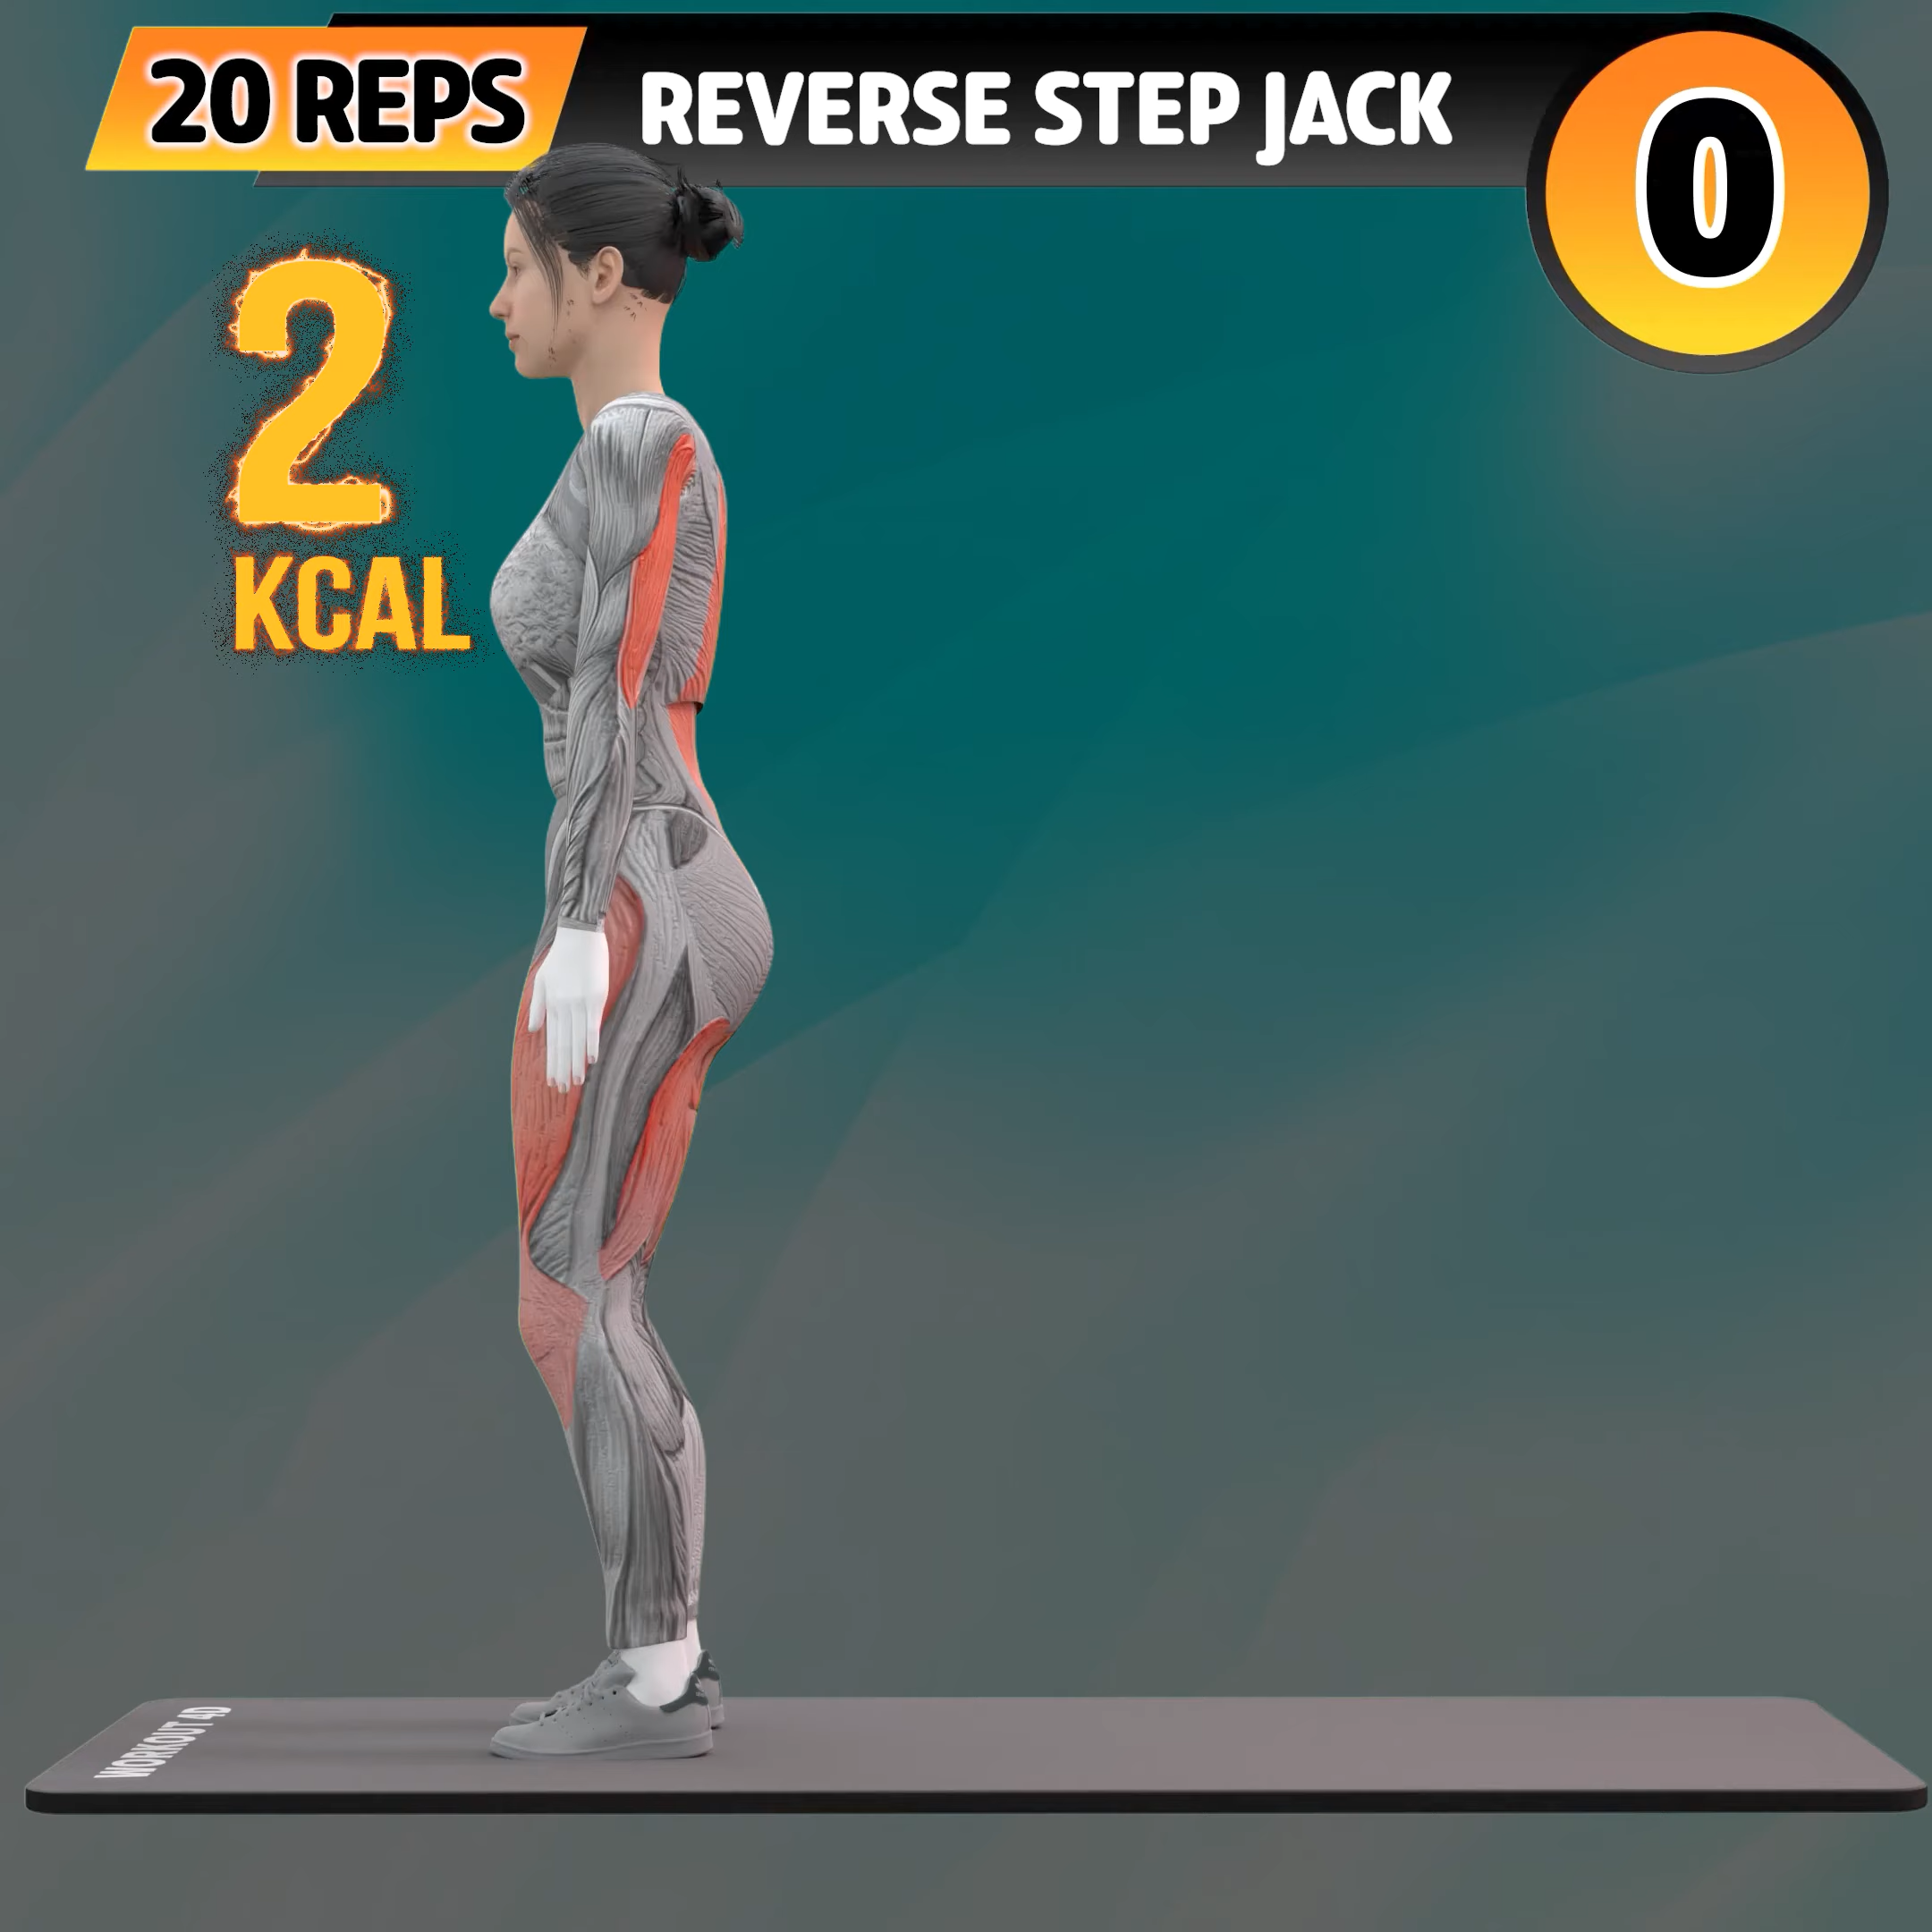 20 REPS
REVERSE STEP JACK
0
2
KCAL
WORKOUT 4D